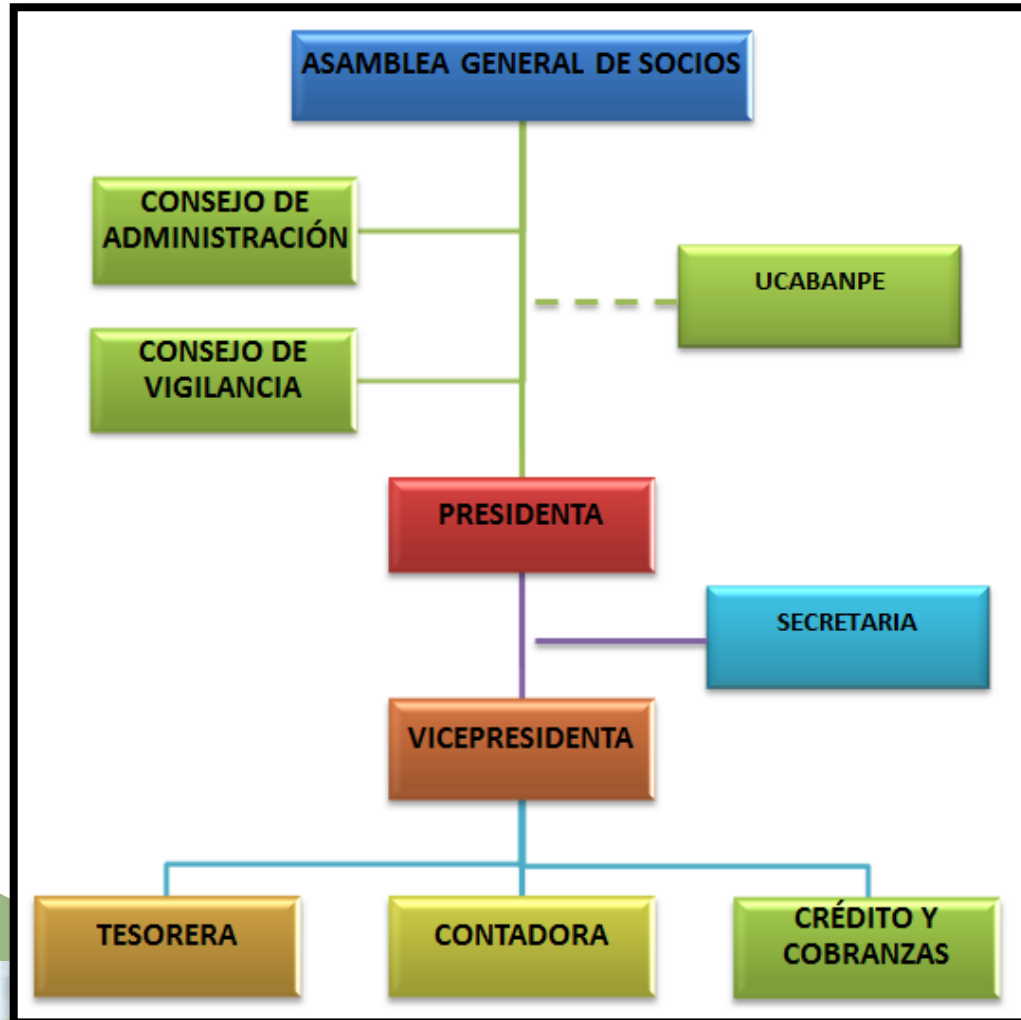 ASAMBLEA GENERAL DE SOCIOS
CONSEJO DE
ADMINISTRACIÓN
UCABANPE
CONSEJO DE
VIGILANCIA
PRESIDENTA
SECRETARIA
VICEPRESIDENTA
TESORERA
CONTADORA
CRÉDITO Y
COBRANZAS